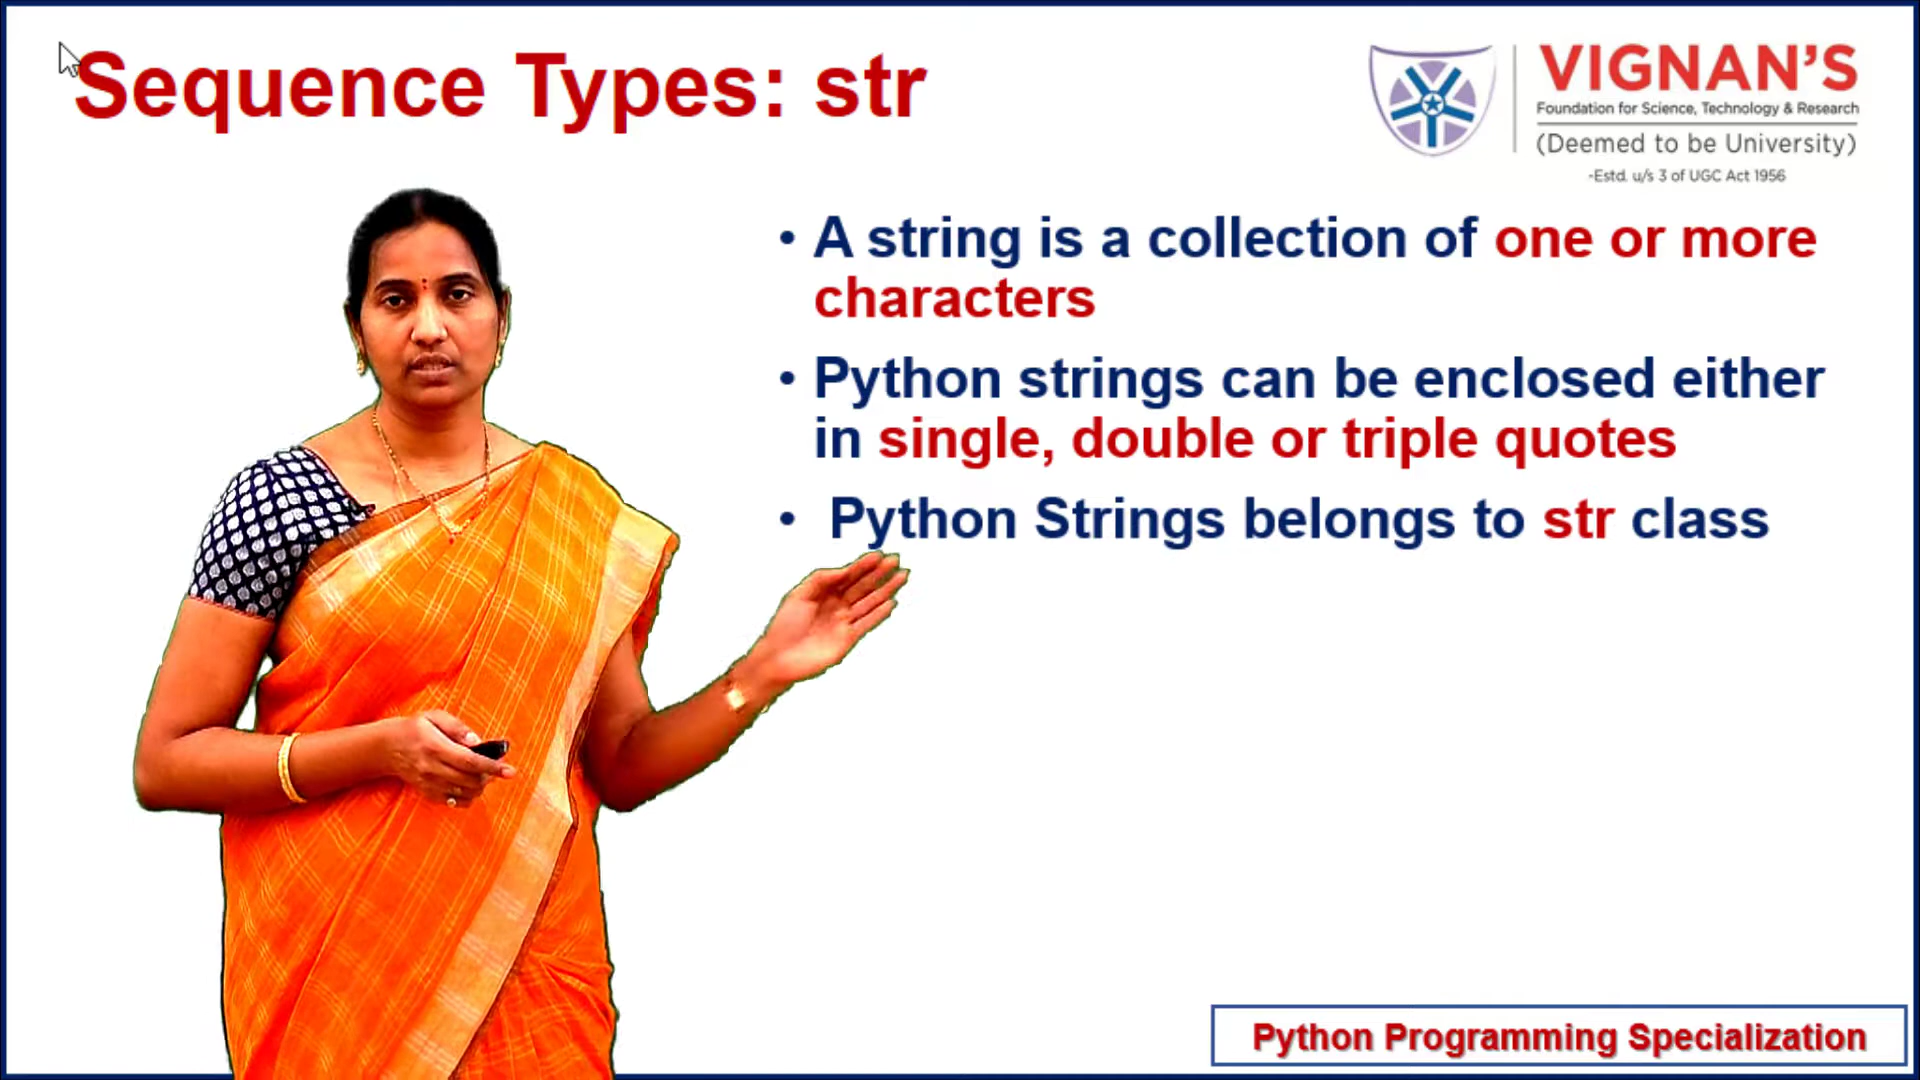 Sequence Types: str
VIGNAN'S
Foundation for Science, Technology & Research
(Deemed to be University)
-Estd. u/s 3 of UGC Act 1956
• A string is a collection of one or more
characters
• Python strings can be enclosed either
in single, double or triple quotes
• Python Strings belongs to str class
Python Programming Specialization